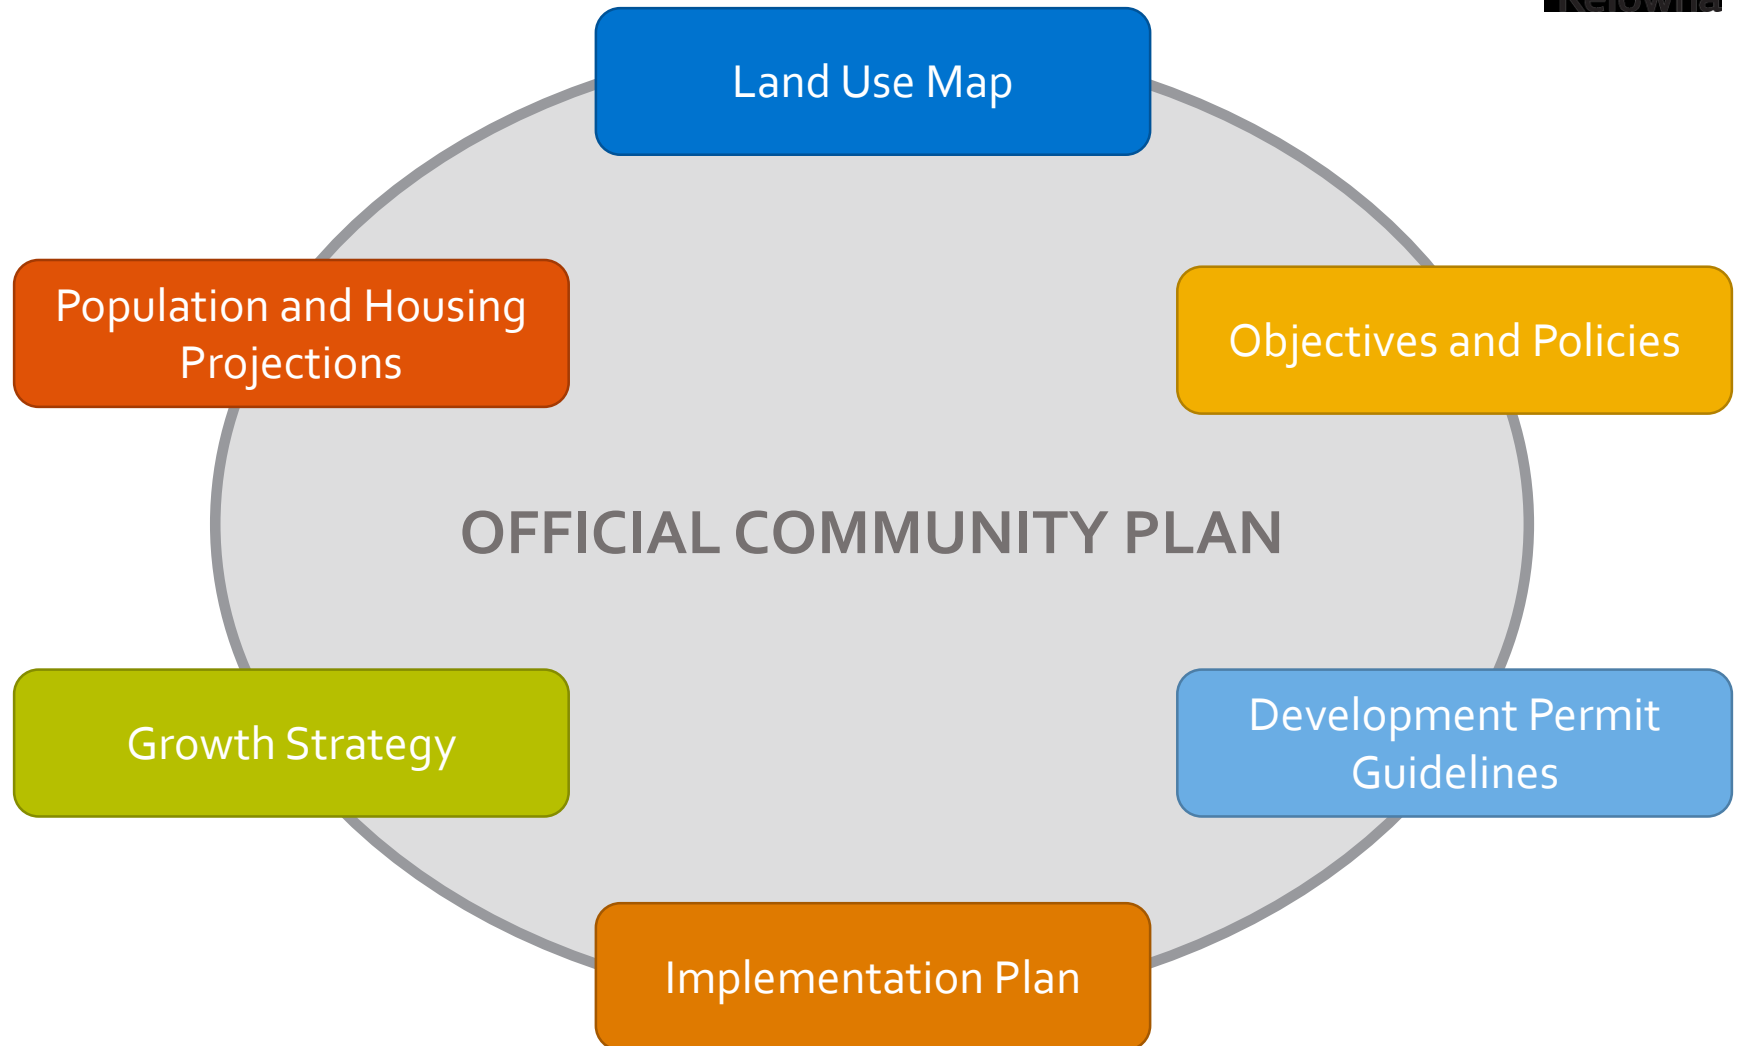 Kelowna
Land Use Map
Population and Housing
Projections
Objectives and Policies
OFFICIAL COMMUNITY PLAN
Growth Strategy
Development Permit
Guidelines
Implementation Plan